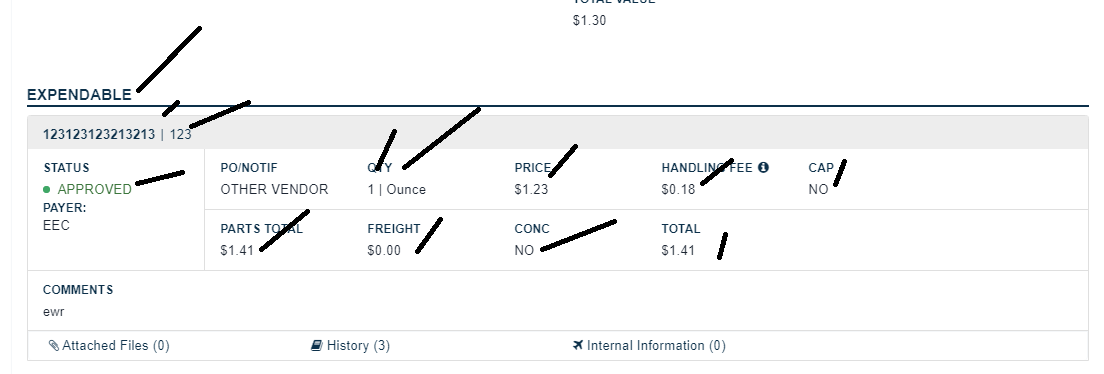 TOTAL VALUE
$1.30
EXPENDABLE
123123123213213 | 123
STATUS
APPROVED
PAYER:
EEC
PO/NOTIF
OTHER VENDOR
QTY
1 | Ounce
PRICE
$1.23
HANDLING FEE
$0.18
CAP
NO
PARTS TOTAL
$1.41
FREIGHT
$0.00
CONC
NO
TOTAL
$1.41
COMMENTS
ewr
Attached Files (0)
History (3)
Internal Information (0)